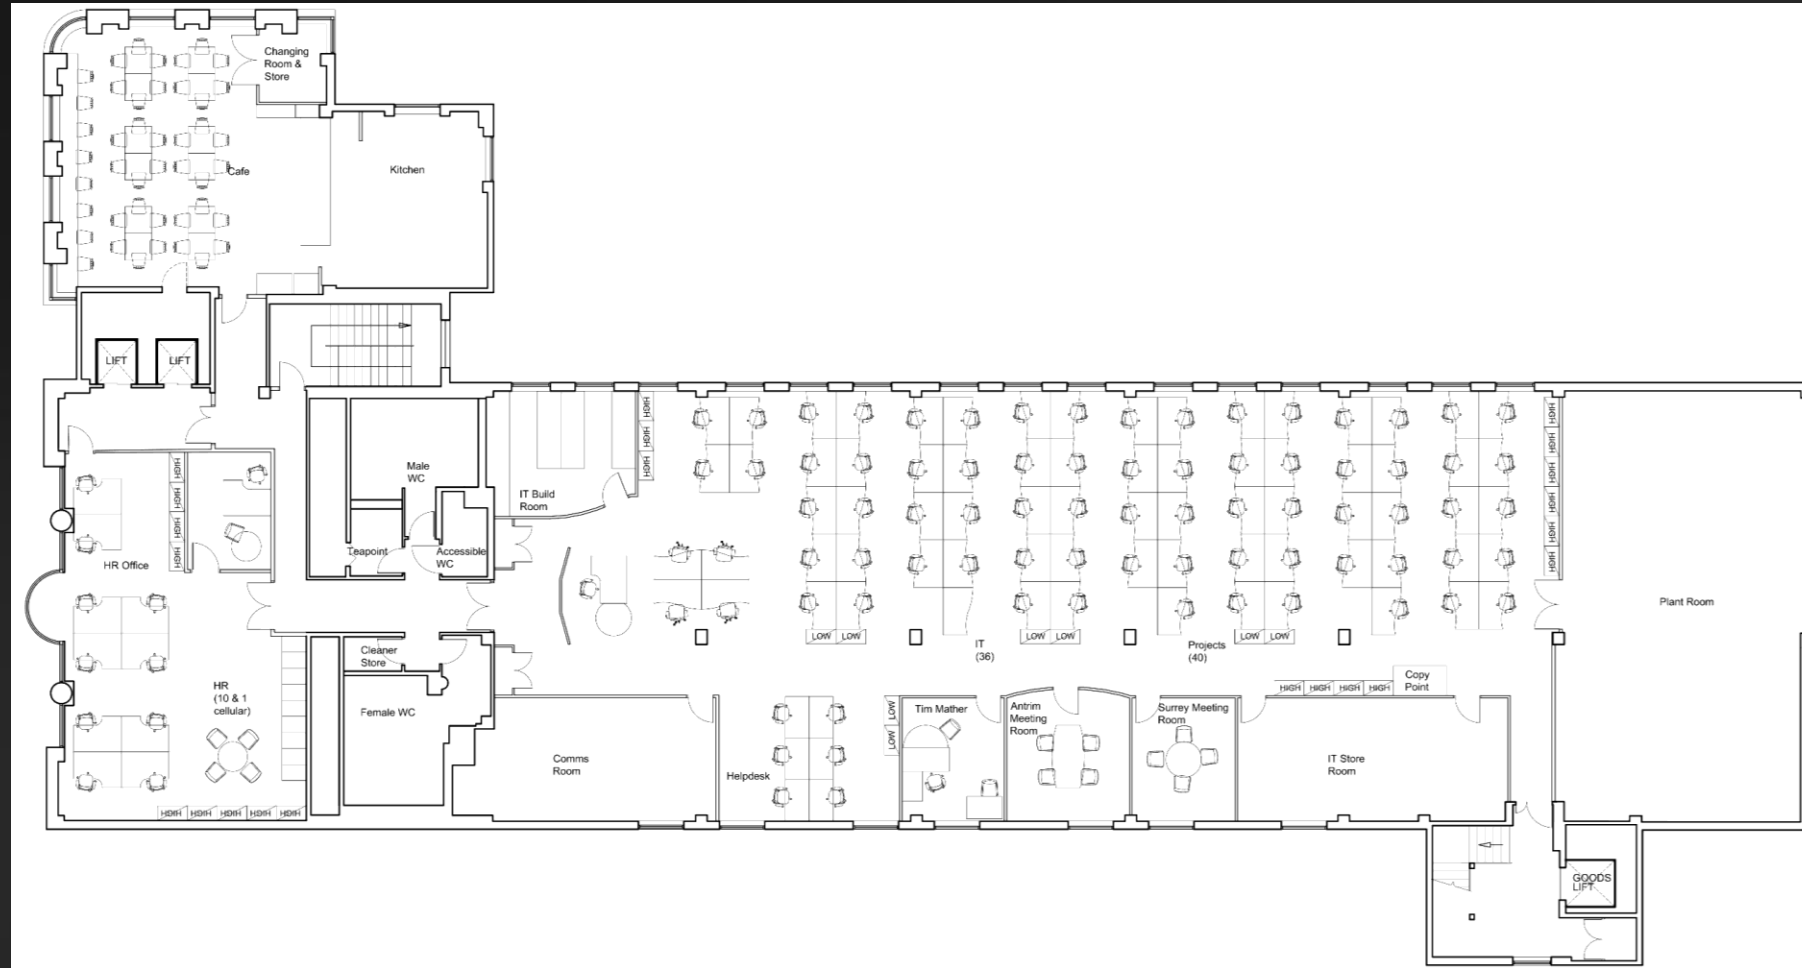 Changing
Room &
Store
Kitchen
Cafe
LIFT
LIFT
HIGH
HIGH
HIGH
HIGH
HR Office
HR
(10 & 1
cellular)
HIGH
HIGH
HIGH
HIGH
HIGH
Male
WC
Teapoint
Accessible
WC
Cleaner
Store
Female WC
IT Build
Room
HIGH
HIGH
HIGH
LOW
LOW
LOW
LOW
LOW
LOW
IT
(36)
Projects
(40)
HIGH
HIGH
HIGH
HIGH
HIGH
HIGH
Plant Room
HIGH
HIGH
HIGH
HIGH
Copy
Point
Comms
Room
Helpdesk
LOW
LOW
Tim Mather
Antrim
Meeting
Room
Surrey Meeting
Room
IT Store
Room
GOODS
LIFT